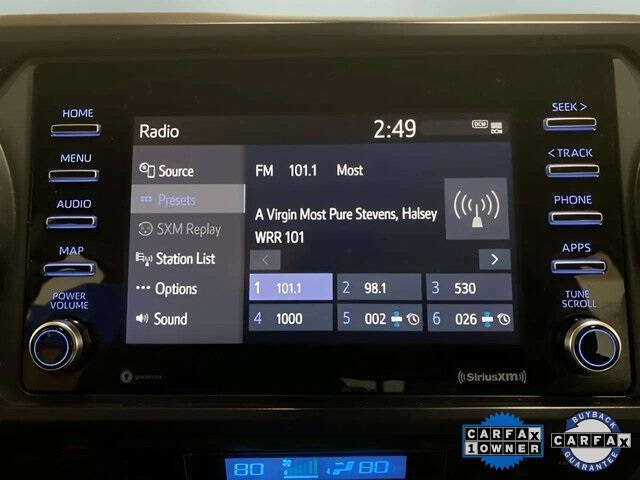 HOME
MENU
AUDIO
MAP
POWER
VOLUME
Radio 2:49 DCM
DCM
Source
Presets
SXM Replay
Station List
Options
Sound
FM 101.1 Most
A Virgin Most Pure Stevens, Halsey
WRR 101
< >
1 101.1 2 98.1 3 530
4 1000 5 002 6 026
SEEK >
< TRACK
PHONE
APPS
TUNE
SCROLL
gracenote
((SiriusXM))
80 80
CARFAX
1 OWNER
BUYBACK
CARFAX
GUARANTEE